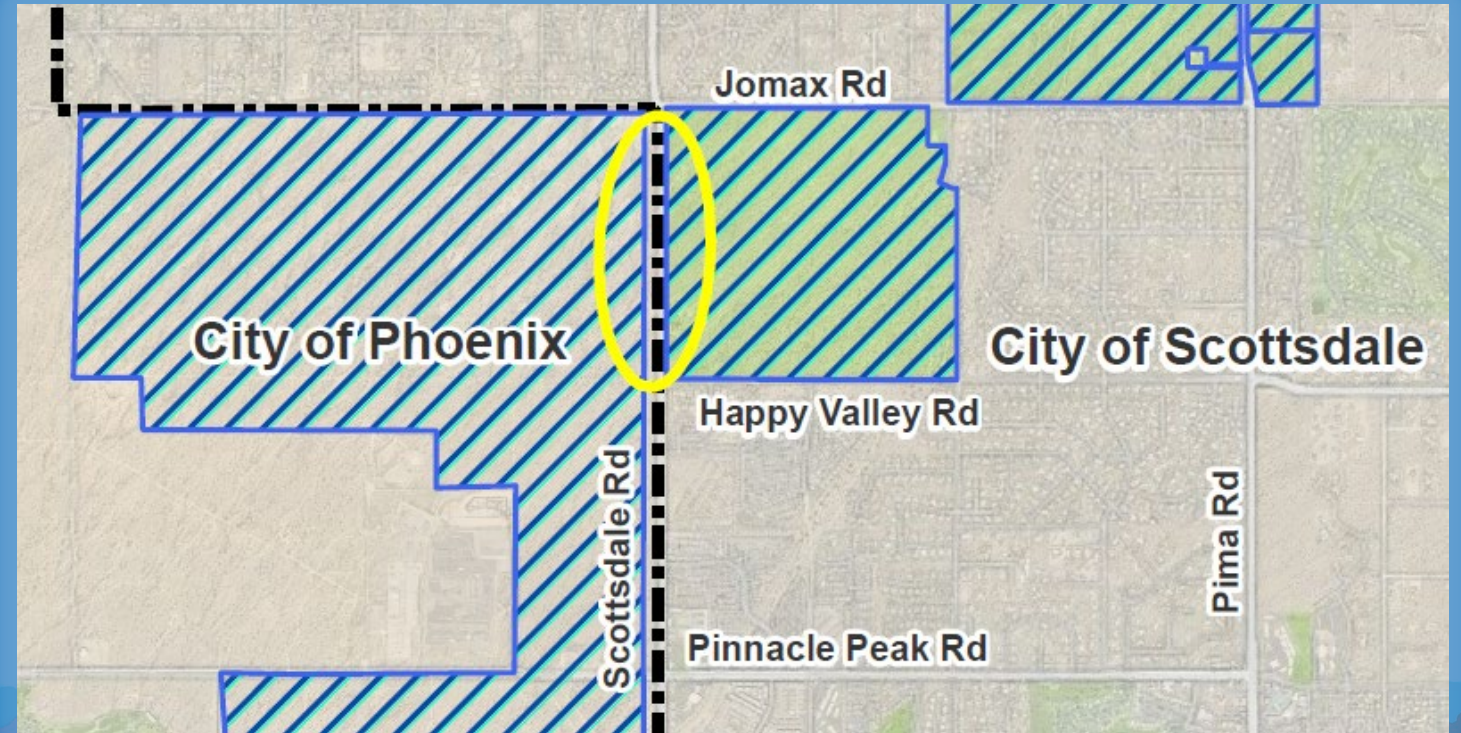 Jomax Rd
City of Phoenix
City of Scottsdale
Happy Valley Rd
Scottsdale Rd
Pima Rd
Pinnacle Peak Rd